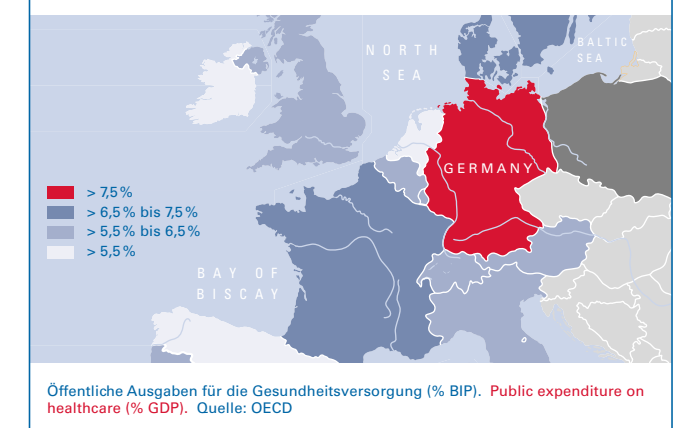 NORTH
SEA
BALTIC
SEA
GERMANY
> 7,5 %
> 6,5 % bis 7,5 %
> 5,5 % bis 6,5 %
> 5,5 %
BAY OF
BISCAY
Öffentliche Ausgaben für die Gesundheitsversorgung (% BIP). Public expenditure on
healthcare (% GDP). Quelle: OECD